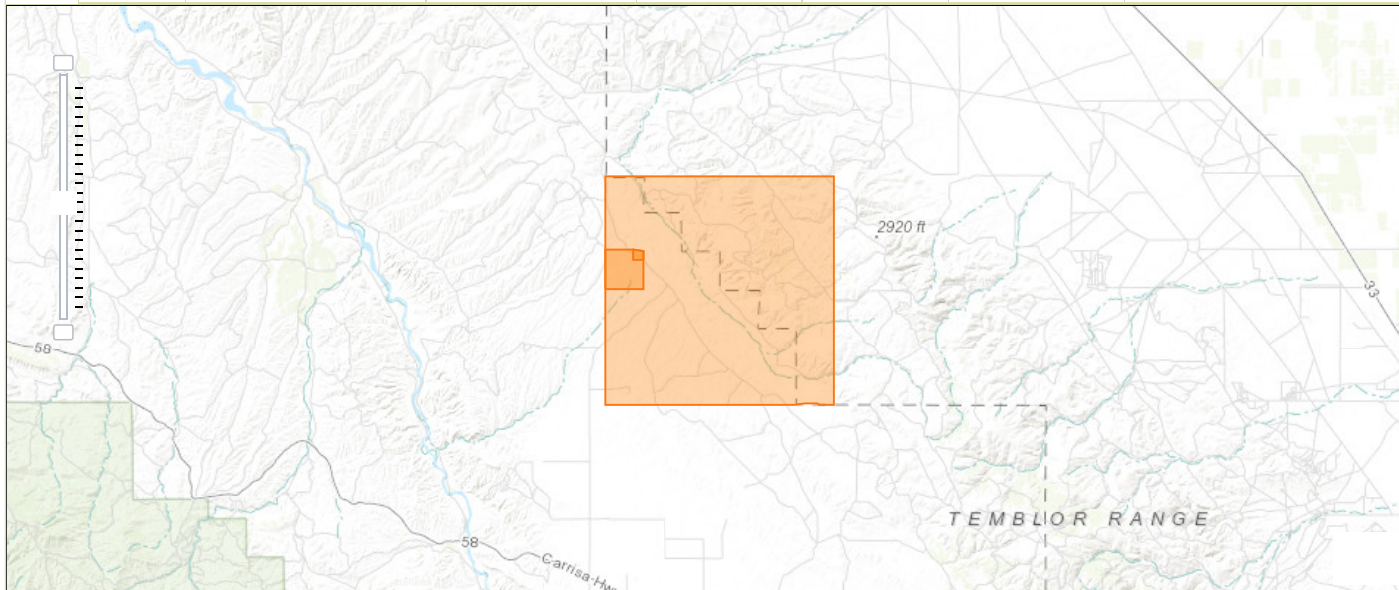 2920 ft
33
58
TEMBLOR RANGE
58
Carrisa-Hw